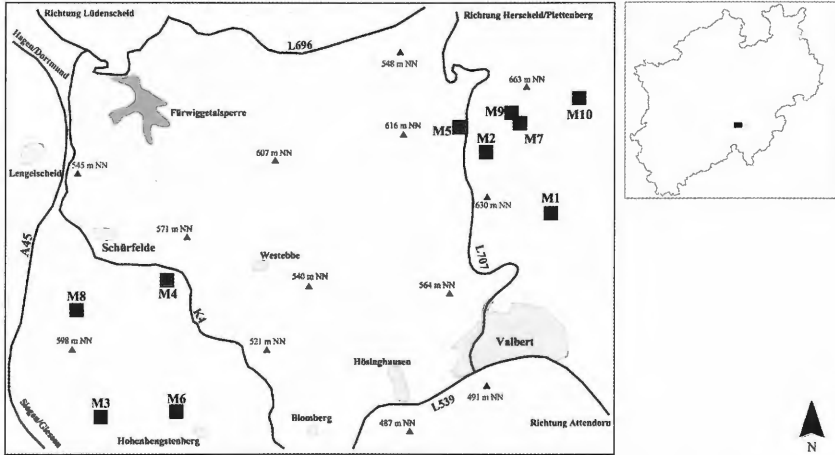 Richtung Lüdenscheid
Richtung Herscheid/Plettenberg
Hagen/Dortmund
L696
548 m NN
663 m NN
M10
M9
Fürwiggetalsperre
M5
M7
616 m NN
M2
607 m NN
545 m NN
Lengelscheid
630 m NN
M1
571 m NN
A45
Schürfelde
Westebbe
L707
M4
540 m NN
564 m NN
M8
K4
598 m NN
521 m NN
Valbert
Hösinghausen
491 m NN
M3
M6
L539
Siegen/Giessen
Blomberg
Richtung Attendorn
487 m NN
Hohenhengstenberg
N